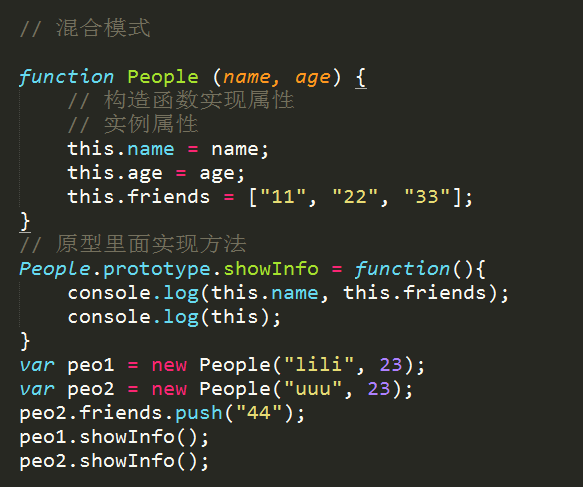 // 混合模式
function People (name, age) {
// 构造函数实现属性
// 实例属性
this.name = name;
this.age = age;
this.friends = ["11", "22", "33"];
}
// 原型里面实现方法
People.prototype.showInfo = function(){
console.log(this.name, this.friends);
console.log(this);
}
var peo1 = new People("lili", 23);
var peo2 = new People("uuu", 23);
peo2.friends.push("44");
peo1.showInfo();
peo2.showInfo();